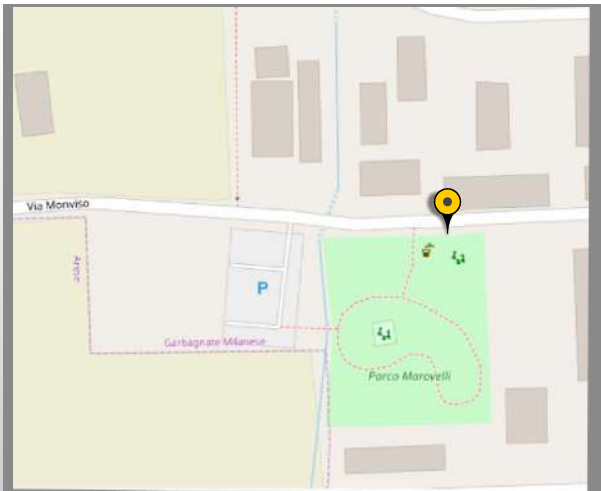 Via Monviso
Arese
P
Garbagnate Milanese
Parco Marovelli